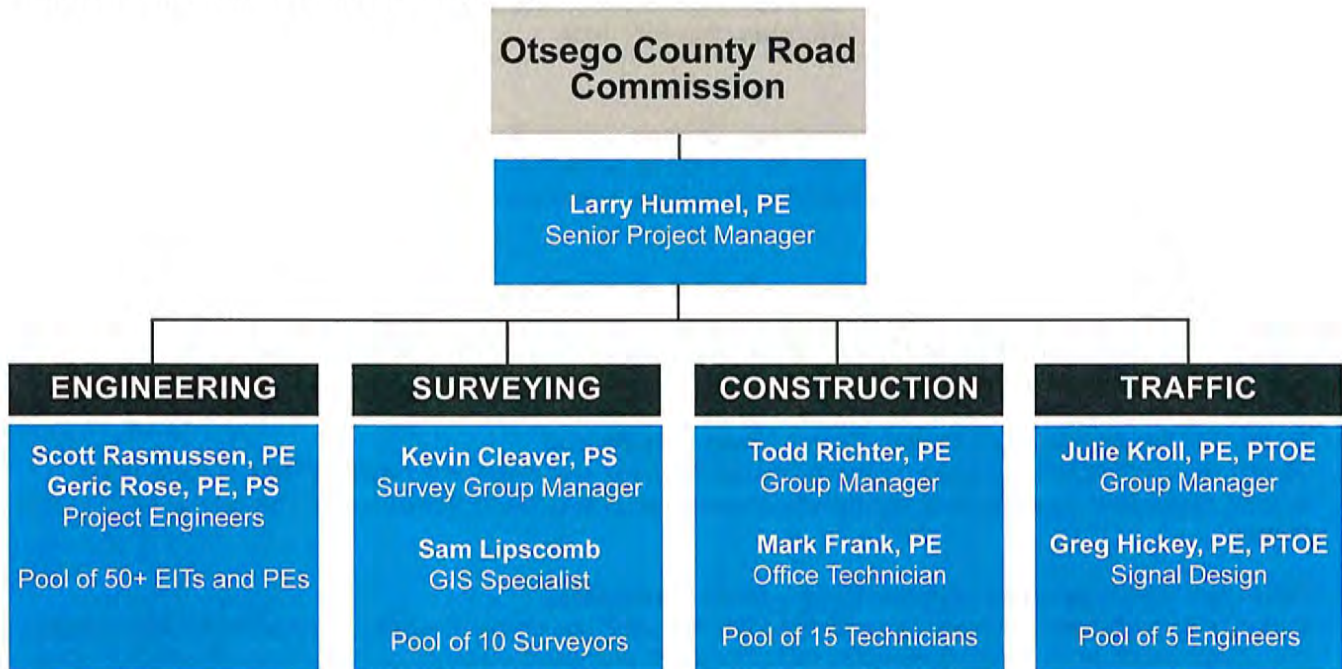 Otsego County Road
Commission
Larry Hummel, PE
Senior Project Manager
ENGINEERING
Scott Rasmussen, PE
Geric Rose, PE, PS
Project Engineers
Pool of 50+ EITs and PEs
SURVEYING
Kevin Cleaver, PS
Survey Group Manager
Sam Lipscomb
GIS Specialist
Pool of 10 Surveyors
CONSTRUCTION
Todd Richter, PE
Group Manager
Mark Frank, PE
Office Technician
Pool of 15 Technicians
TRAFFIC
Julie Kroll, PE, PTOE
Group Manager
Greg Hickey, PE, PTOE
Signal Design
Pool of 5 Engineers